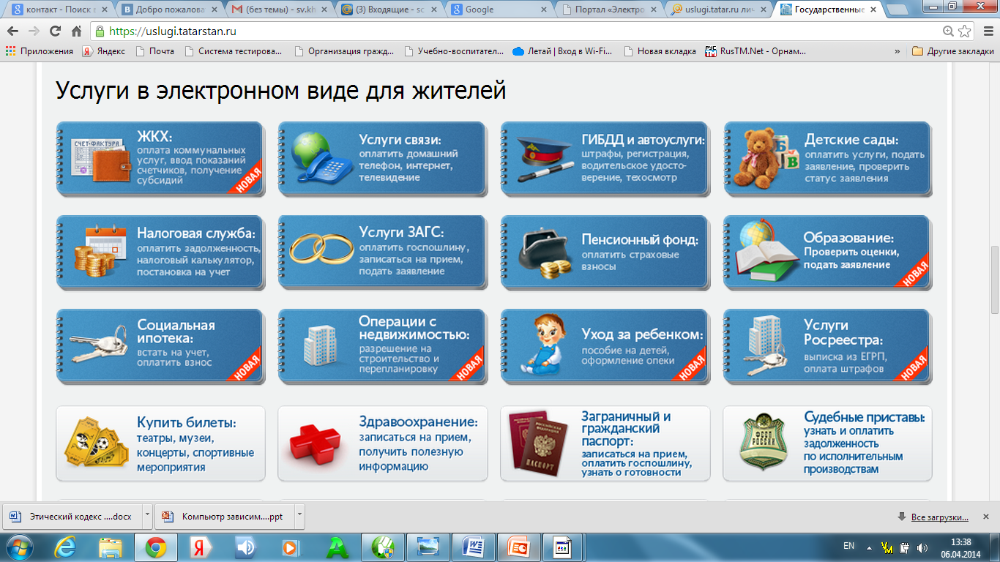 контакт - Поиск в
Добро пожалова
(без темы) - sv.kh
(3) Входящие - sc
Google
Портал «Электро
uslugi.tatar.ru ли
Государственные
https://uslugi.tatarstan.ru
Приложения
Яндекс
Почта
Система тестирова...
Организация гражд...
Учебно-воспитател...
Летай | Вход в Wi-Fi...
Новая вкладка
RusTM.Net - Орнам...
»
Другие закладки
Услуги в электронном виде для жителей
СЧЕТ-ФАКТУРА
ЖКХ:
оплата коммунальных
услуг, ввод показаний
счетчиков, получение
субсидий
НОВАЯ
Услуги связи:
оплатить домашний
телефон, интернет,
телевидение
ГИБДД и автоуслуги:
штрафы, регистрация,
водительское удосто-
верение, техосмотр
Детские сады:
оплатить услуги, подать
заявление, проверить
статус заявления
Налоговая служба:
оплатить задолженность,
налоговый калькулятор,
постановка на учет
Услуги ЗАГС:
оплатить госпошлину,
записаться на прием,
подать заявление
Пенсионный фонд:
оплатить страховые
взносы
Образование:
Проверить оценки,
подать заявление
НОВАЯ
Социальная
ипотека:
встать на учет,
оплатить взнос
НОВАЯ
Операции с
недвижимостью:
разрешение на
строительство и
перепланировку
НОВАЯ
Уход за ребенком:
пособие на детей,
оформление опеки
НОВАЯ
Услуги
Росреестра:
выписка из ЕГРП,
оплата штрафов
НОВАЯ
Купить билеты:
театры, музеи,
концерты, спортивные
мероприятия
Здравоохранение:
записаться на прием,
получить полезную
информацию
ПАСПОРТ
Заграничный и
гражданский
паспорт:
записаться на прием,
оплатить госпошлину,
узнать о готовности
ФССП
РОССИИ
Судебные приставы:
узнать и оплатить
задолженность
по исполнительным
производствам
Этический кодекс ....docx
Компьютр зависим....ppt
Все загрузки...
EN
13:38
06.04.2014